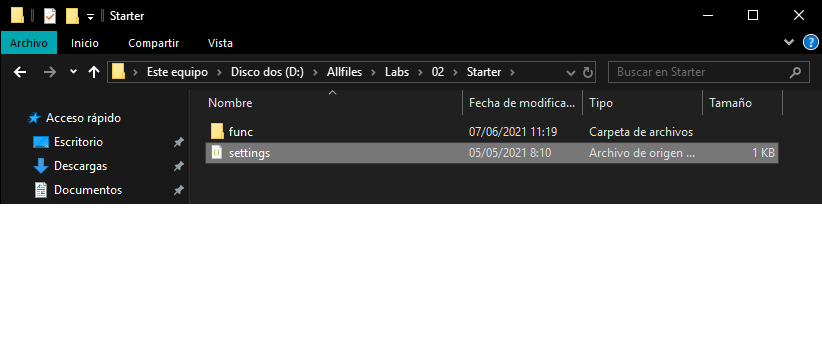 Starter
Archivo Inicio Compartir Vista
Este equipo Disco dos (D:) Allfiles Labs 02 Starter Buscar en Starter
Nombre Fecha de modifica... Tipo Tamaño
Acceso rápido
func 07/06/2021 11:19 Carpeta de archivos
Escritorio
settings 05/05/2021 8:10 Archivo de origen ... 1 KB
Descargas
Documentos